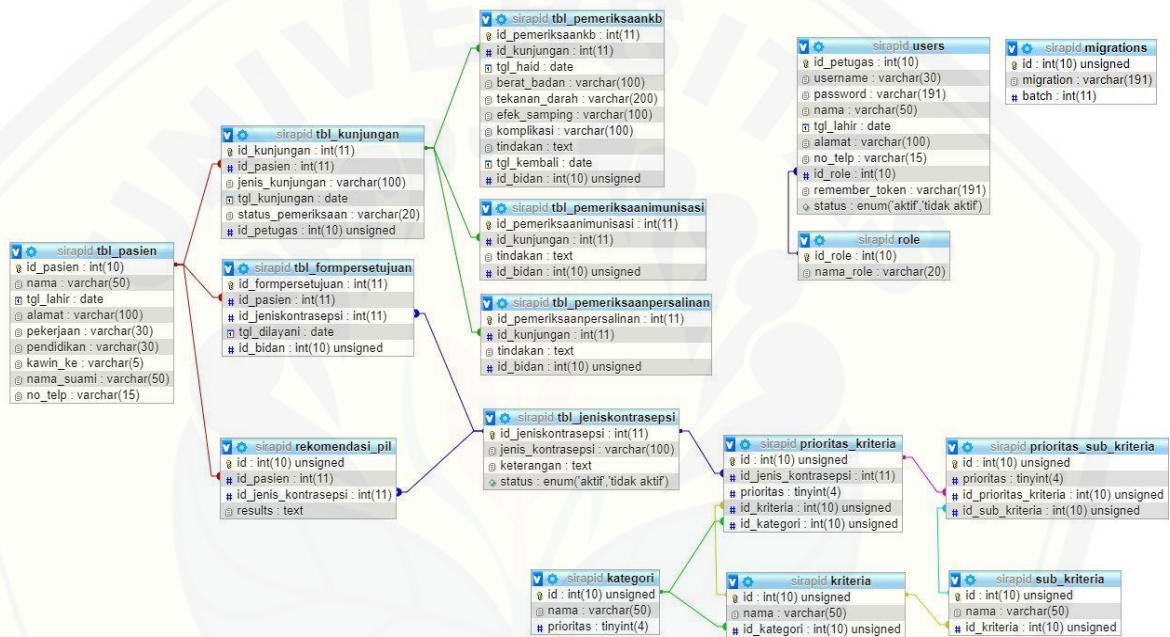 sirapid tbl_pemeriksaankb
id_pemeriksaankb : int(11)
id_kunjungan : int(11)
tgl_haid : date
berat_badan : varchar(100)
tekanan_darah : varchar(200)
efek_samping : varchar(100)
komplikasi : varchar(100)
tindakan : text
tgl_kembali : date
id_bidan : int(10) unsigned
sirapid users
id_petugas : int(10)
username : varchar(30)
password : varchar(191)
nama : varchar(50)
tgl_lahir : date
alamat : varchar(100)
no_telp : varchar(15)
id_role : int(10)
remember_token : varchar(191)
status : enum('aktif','tidak aktif')
sirapid migrations
id : int(10) unsigned
migration : varchar(191)
batch : int(11)
sirapid tbl_kunjungan
id_kunjungan : int(11)
id_pasien : int(11)
jenis_kunjungan : varchar(100)
tgl_kunjungan : date
status_pemeriksaan : varchar(20)
id_petugas : int(10) unsigned
sirapid tbl_pemeriksaanimunisasi
id_pemeriksaanimunisasi : int(11)
id_kunjungan : int(11)
tindakan : text
id_bidan : int(10) unsigned
sirapid role
id_role : int(10)
nama_role : varchar(20)
sirapid tbl_pasien
id_pasien : int(10)
nama : varchar(50)
tgl_lahir : date
alamat : varchar(100)
pekerjaan : varchar(30)
pendidikan : varchar(30)
kawin_ke : varchar(5)
nama_suami : varchar(50)
no_telp : varchar(15)
sirapid tbl_formpersetujuan
id_formpersetujuan : int(11)
id_pasien : int(11)
id_jeniskontrasepsi : int(11)
tgl_dilayani : date
id_bidan : int(10) unsigned
sirapid tbl_pemeriksaanpersalinan
id_pemeriksaanpersalinan : int(11)
id_kunjungan : int(11)
tindakan : text
id_bidan : int(10) unsigned
sirapid tbl_jeniskontrasepsi
id_jeniskontrasepsi : int(11)
jenis_kontrasepsi : varchar(100)
keterangan : text
status : enum('aktif','tidak aktif')
sirapid rekomendasi_pil
id : int(10) unsigned
id_pasien : int(11)
id_jenis_kontrasepsi : int(11)
results : text
sirapid prioritas_kriteria
id : int(10) unsigned
id_jenis_kontrasepsi : int(11)
prioritas : tinyint(4)
id_kriteria : int(10) unsigned
id_kategori : int(10) unsigned
sirapid prioritas_sub_kriteria
id : int(10) unsigned
prioritas : tinyint(4)
id_prioritas_kriteria : int(10) unsigned
id_sub_kriteria : int(10) unsigned
sirapid kategori
id : int(10) unsigned
nama : varchar(50)
prioritas : tinyint(4)
sirapid kriteria
id : int(10) unsigned
nama : varchar(50)
id_kategori : int(10) unsigned
sirapid sub_kriteria
id : int(10) unsigned
nama : varchar(50)
id_kriteria : int(10) unsigned